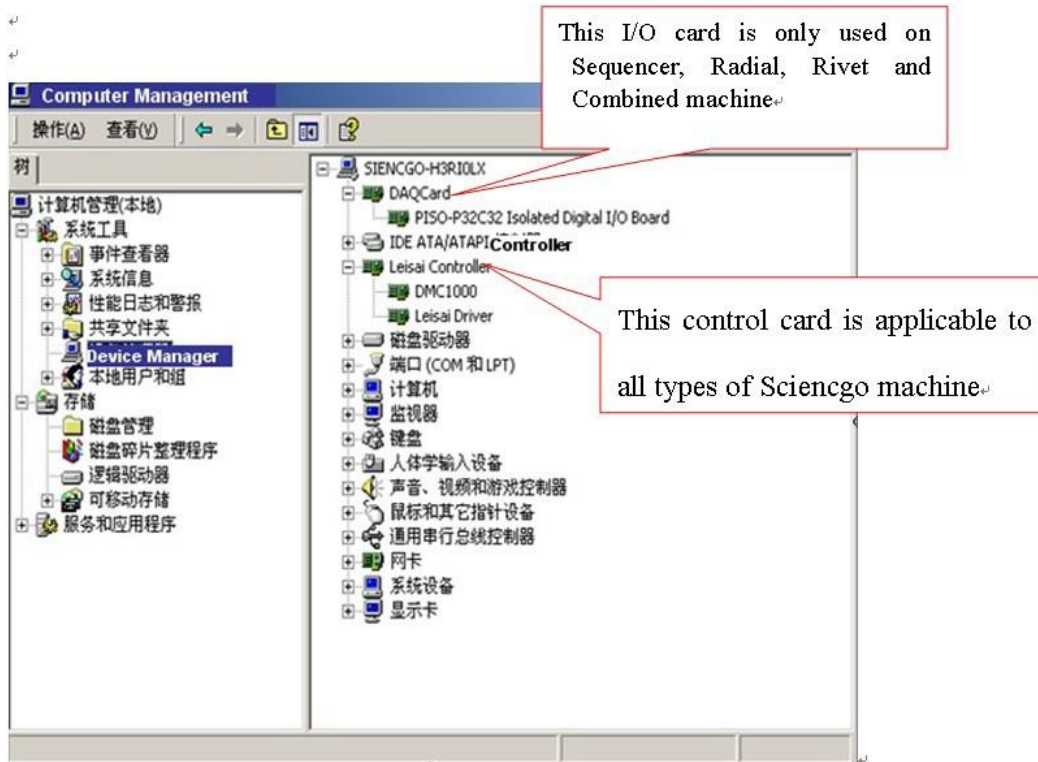 This I/O card is only used on
Sequencer, Radial, Rivet and
Combined machine
Computer Management
操作(A) 查看(V)
树
计算机管理(本地)
系统工具
事件查看器
系统信息
性能日志和警报
共享文件夹
Device Manager
本地用户和组
存储
磁盘管理
磁盘碎片整理程序
逻辑驱动器
可移动存储
服务和应用程序
SIENCGO-H3RI0LX
DAQCard
PISO-P32C32 Isolated Digital I/O Board
IDE ATA/ATAPI Controller
Leisai Controller
DMC1000
Leisai Driver
磁盘驱动器
端口 (COM 和 LPT)
计算机
监视器
键盘
人体学输入设备
声音、视频和游戏控制器
鼠标和其它指针设备
通用串行总线控制器
网卡
系统设备
显示卡
This control card is applicable to
all types of Sciencgo machine